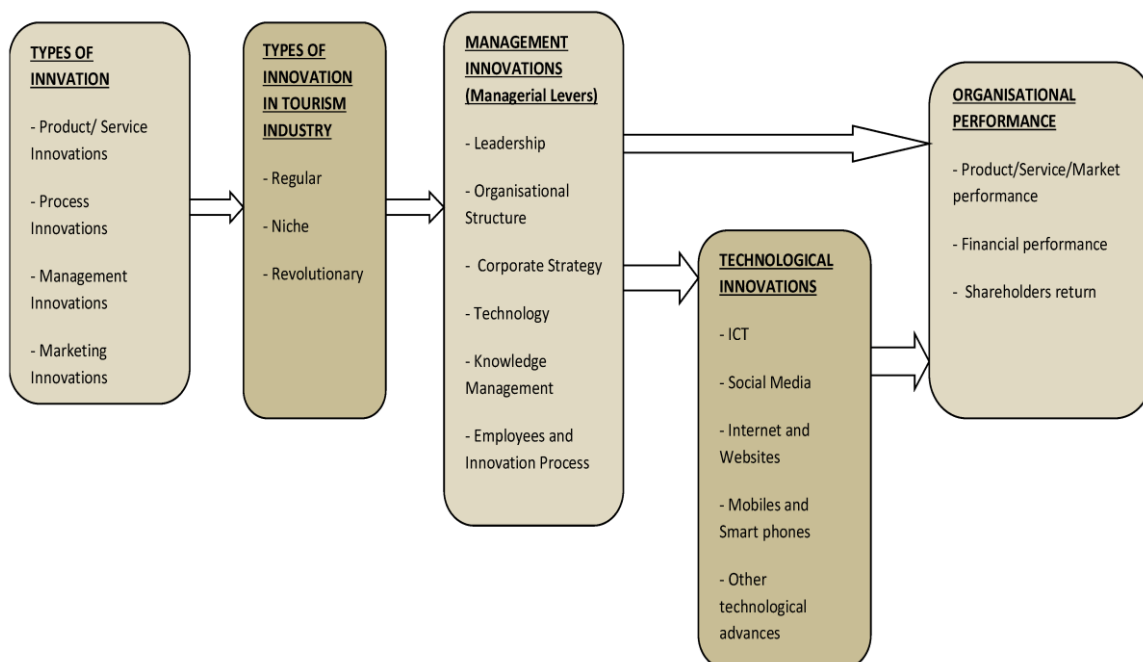 TYPES OF
INNVATION
- Product/ Service
Innovations
- Process
Innovations
- Management
Innovations
- Marketing
Innovations
TYPES OF
INNOVATION
IN TOURISM
INDUSTRY
- Regular
- Niche
- Revolutionary
MANAGEMENT
INNOVATIONS
(Managerial Levers)
- Leadership
- Organisational
Structure
- Corporate Strategy
- Technology
- Knowledge
Management
- Employees and
Innovation Process
TECHNOLOGICAL
INNOVATIONS
- ICT
- Social Media
- Internet and
Websites
- Mobiles and
Smart phones
- Other
technological
advances
ORGANISATIONAL
PERFORMANCE
- Product/Service/Market
performance
- Financial performance
- Shareholders return